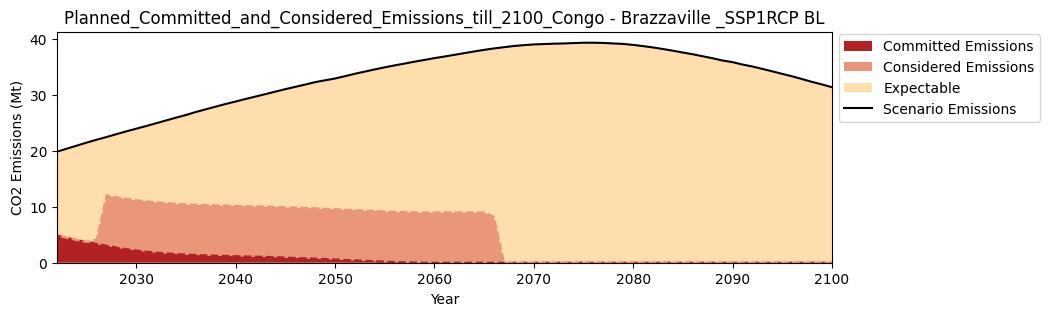 Planned_Committed_and_Considered_Emissions_till_2100_Congo - Brazzaville _SSP1RCP BL
40
30
20
10
0
CO2 Emissions (Mt)
2030 2040 2050 2060 2070 2080 2090 2100
Year
Committed Emissions
Considered Emissions
Expectable
Scenario Emissions